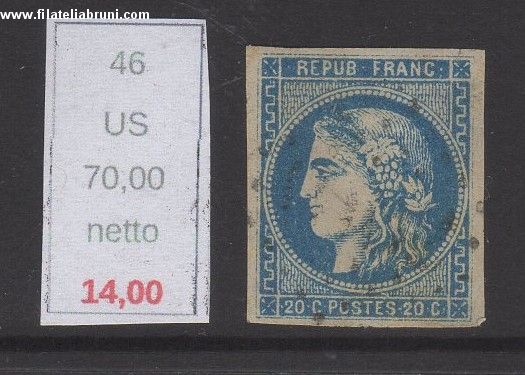 www.filateliabruni.com
46
US
70,00
netto
14,00
REPUB FRANC
20 C POSTES 20 C